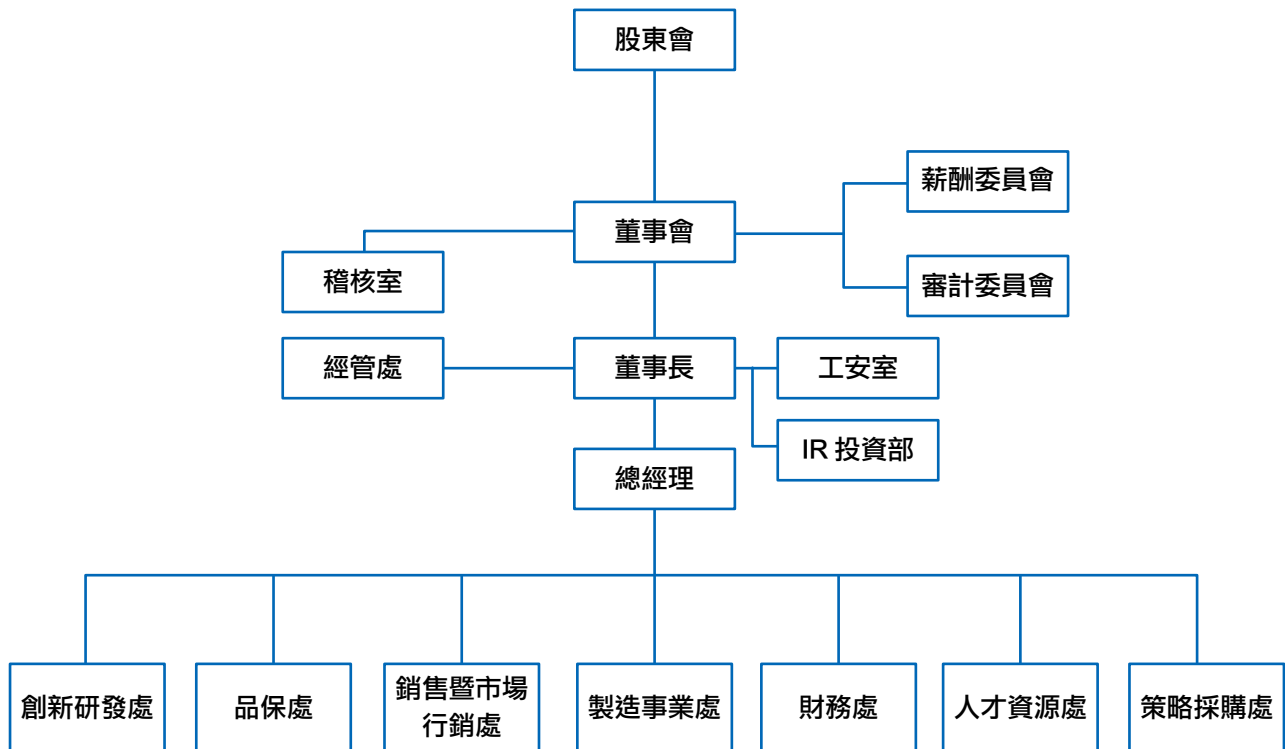 股東會
薪酬委員會
董事會
稽核室
審計委員會
經管處
董事長
工安室
IR 投資部
總經理
創新研發處
品保處
銷售暨市場
行銷處
製造事業處
財務處
人才資源處
策略採購處